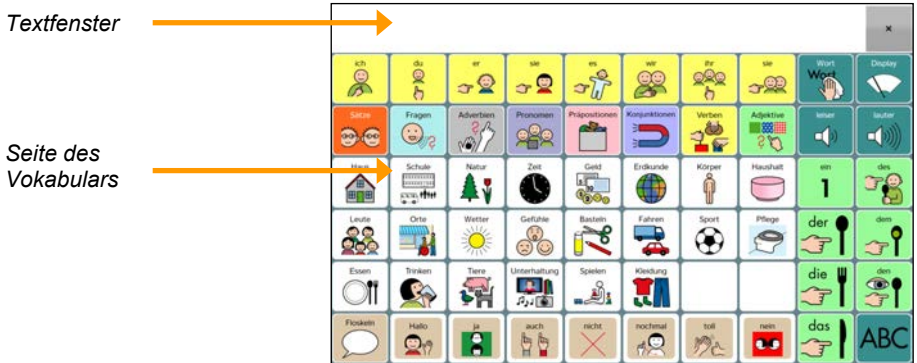 Textfenster
×
ich du er sie es wir ihr sie Wort Wort Display
Sätze Fragen Adverbien Pronomen Präpositionen Konjunktionen Verben Adjektive leiser lauter
Haus Schule Natur Zeit Geld Erdkunde Körper Haushalt ein 1 des
Seite des
Vokabulars
Leute Orte Wetter Gefühle Basteln Fahren Sport Pflege der dem
Essen Trinken Tiere Unterhaltung Spielen Kleidung die den
Floskeln Hallo ja auch nicht nochmal toll nein das ABC